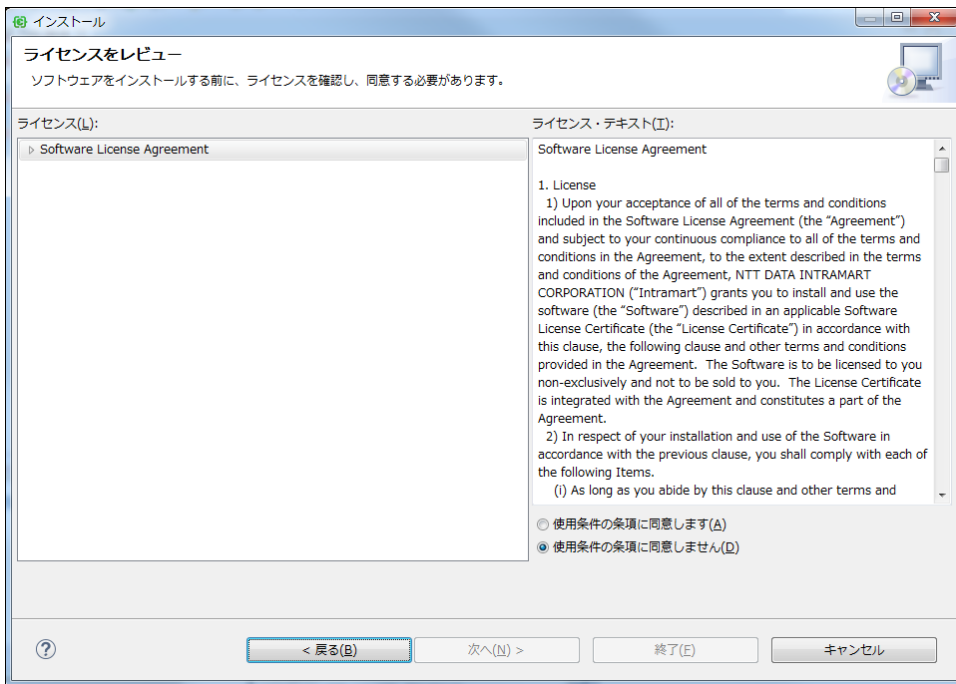 インストール
ライセンスをレビュー
ソフトウェアをインストールする前に、ライセンスを確認し、同意する必要があります。
ライセンス(L):
Software License Agreement
ライセンス・テキスト(T):
Software License Agreement
1. License
1) Upon your acceptance of all of the terms and conditions
included in the Software License Agreement (the “Agreement”)
and subject to your continuous compliance to all of the terms and
conditions in the Agreement, to the extent described in the terms
and conditions of the Agreement, NTT DATA INTRAMART
CORPORATION (“Intramart”) grants you to install and use the
software (the “Software”) described in an applicable Software
License Certificate (the “License Certificate”) in accordance with
this clause, the following clause and other terms and conditions
provided in the Agreement.  The Software is to be licensed to you
non-exclusively and not to be sold to you.  The License Certificate
is integrated with the Agreement and constitutes a part of the
Agreement.
2) In respect of your installation and use of the Software in
accordance with the previous clause, you shall comply with each of
the following Items.
(i) As long as you abide by this clause and other terms and
使用条件の条項に同意します(A)
使用条件の条項に同意しません(D)
?
< 戻る(B)
次へ(N) >
終了(F)
キャンセル